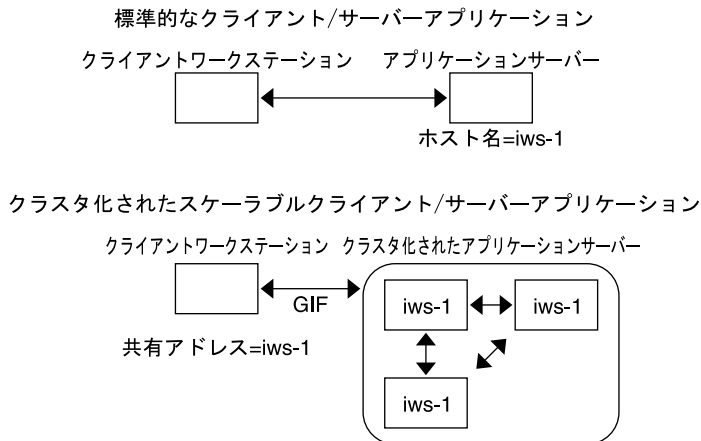 標準的なクライアント/サーバーアプリケーション
クライアントワークステーション アプリケーションサーバー
ホスト名=iws-1
クラスタ化されたスケーラブルクライアント/サーバーアプリケーション
クライアントワークステーション クラスタ化されたアプリケーションサーバー
GIF
iws-1 iws-1
共有アドレス=iws-1
iws-1